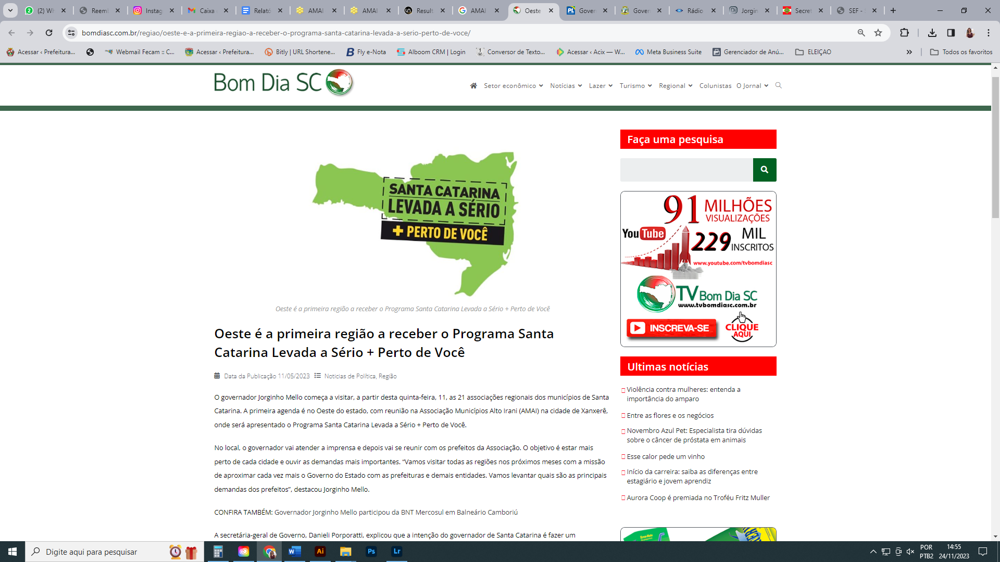 (2) Wh
Reeml
Instag
Caixa
Relató
AMAI
AMAI
Result
AMAI
Oeste
Govern
Govern
Rádio
Jorgin
Secret
SEF -
bomdiasc.com.br/regiao/oeste-e-a-primeira-regiao-a-receber-o-programa-santa-catarina-levada-a-serio-perto-de-voce/
Acessar ‹ Prefeitura...
Webmail Fecam :: C...
Acessar ‹ Prefeitura...
Bitly | URL Shortene...
Fly e-Nota
Alboom CRM | Login
Conversor de Texto...
Acessar ‹ Acix — W...
Meta Business Suite
Gerenciador de Anú...
ELEIÇAO
Todos os favoritos
Bom Dia SC
Setor econômico
Notícias
Lazer
Turismo
Regional
Colunistas
O Jornal
SANTA CATARINA
LEVADA A SÉRIO
+ PERTO DE VOCÊ
Oeste é a primeira região a receber o Programa Santa Catarina Levada a Sério + Perto de Você
Oeste é a primeira região a receber o Programa Santa
Catarina Levada a Sério + Perto de Você
Data da Publicação 11/05/2023
Noticias de Política, Região
O governador Jorginho Mello começa a visitar, a partir desta quinta-feira, 11, as 21 associações regionais dos municípios de Santa
Catarina. A primeira agenda é no Oeste do estado, com reunião na Associação Municípios Alto Irani (AMAI) na cidade de Xanxerê,
onde será apresentado o Programa Santa Catarina Levada a Sério + Perto de Você.
No local, o governador vai atender a imprensa e depois vai se reunir com os prefeitos da Associação. O objetivo é estar mais
perto de cada cidade e ouvir as demandas mais importantes. “Vamos visitar todas as regiões nos próximos meses com a missão
de aproximar cada vez mais o Governo do Estado com as prefeituras e demais entidades. Vamos levantar quais são as principais
demandas dos prefeitos”, destacou Jorginho Mello.
CONFIRA TAMBÉM: Governador Jorginho Mello participou da BNT Mercosul em Balneário Camboriú
A secretária-geral de Governo, Danieli Porporatti, explicou que a intenção do governador de Santa Catarina é fazer um
Faça uma pesquisa
91 MILHÕES
VISUALIZAÇÕES
YouTube
229 MIL
INSCRITOS
www.youtube.com/tvbomdiasc
TV Bom Dia SC
www.tvbomdiasc.com.br
INSCREVA-SE
CLIQUE
AQUI
Ultimas notícias
Violência contra mulheres: entenda a
importância do amparo
Entre as flores e os negócios
Novembro Azul Pet: Especialista tira dúvidas
sobre o câncer de próstata em animais
Esse calor pede um vinho
Início da carreira: saiba as diferenças entre
estagiário e jovem aprendiz
Aurora Coop é premiada no Troféu Fritz Muller
Digite aqui para pesquisar
Ai
Ps
Lr
POR
PTB2
14:55
24/11/2023